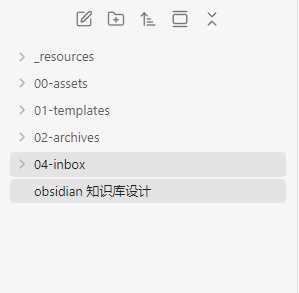 _resources
00-assets
01-templates
02-archives
04-inbox
obsidian 知识库设计